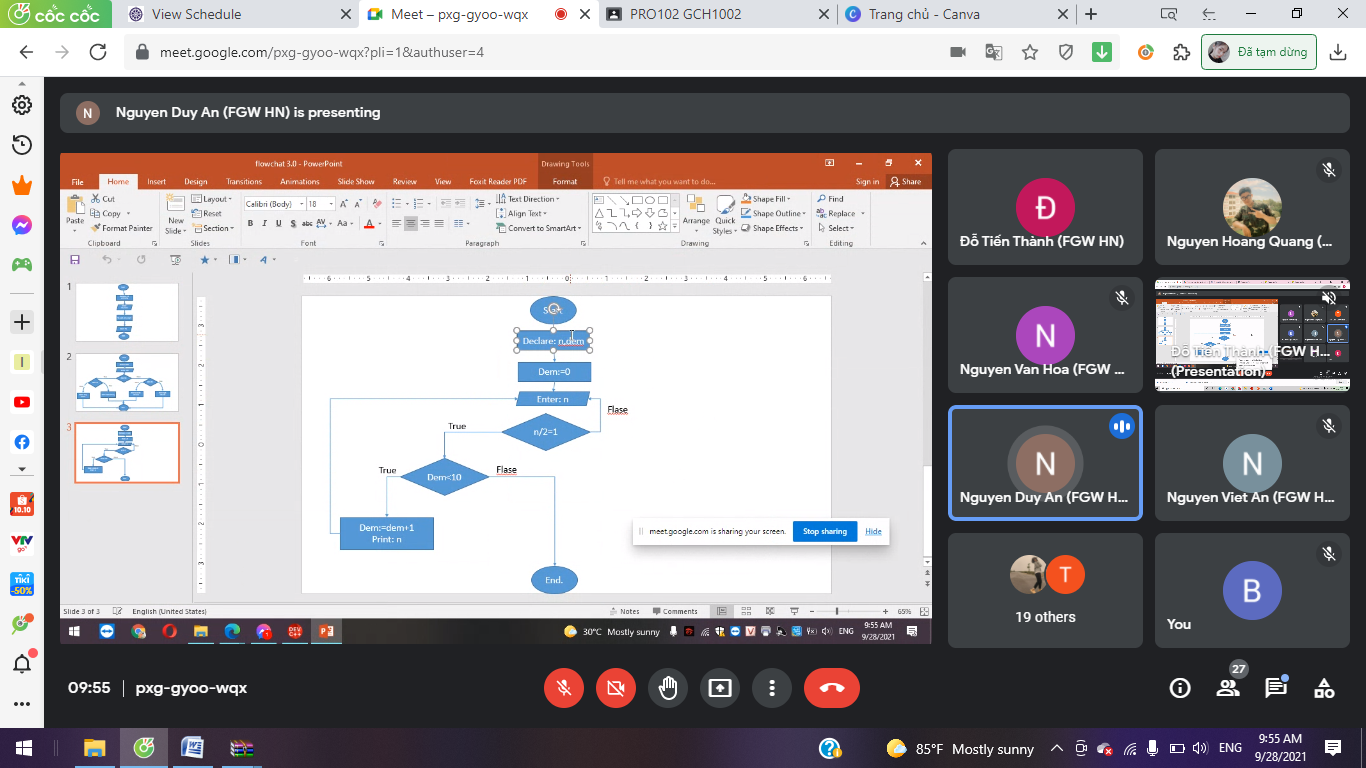 cốc cốc
View Schedule
Meet – pxg-gyoo-wqx
PRO102 GCH1002
Trang chủ - Canva
meet.google.com/pxg-gyoo-wqx?pli=1&authuser=4
Đã tạm dừng
N
Nguyen Duy An (FGW HN) is presenting
flowchat 3.0 - PowerPoint
Drawing Tools
File
Home
Insert
Design
Transitions
Animations
Slide Show
Review
View
Foxit Reader PDF
Format
Tell me what you want to do...
Sign in
Share
Paste
Cut
Copy
Format Painter
Clipboard
New
Slide
Layout
Reset
Section
Slides
Calibri (Body)
18
Font
Text Direction
Align Text
Convert to SmartArt
Paragraph
Arrange
Quick
Styles
Shape Fill
Shape Outline
Shape Effects
Drawing
Find
Replace
Select
Editing
1
2
3
Declare: n,dem
Dem:=0
Enter: n
Flase
n/2=1
True
True
Dem<10
Flase
Dem:=dem+1
Print: n
End.
meet.google.com is sharing your screen.
Stop sharing
Hide
Slide 3 of 3
English (United States)
Notes
Comments
65%
30°C Mostly sunny
ENG
9:55 AM
9/28/2021
Đ
Đỗ Tiến Thành (FGW HN)
Nguyen Hoang Quang (...
N
Nguyen Van Hoa (FGW ...
Đỗ Tiến Thành (FGW H...
(Presentation)
N
Nguyen Duy An (FGW H...
N
Nguyen Viet An (FGW H...
T
19 others
B
You
09:55 | pxg-gyoo-wqx
27
10.10
VTV
go
TIKI
-50%
85°F Mostly sunny
ENG
9:55 AM
9/28/2021